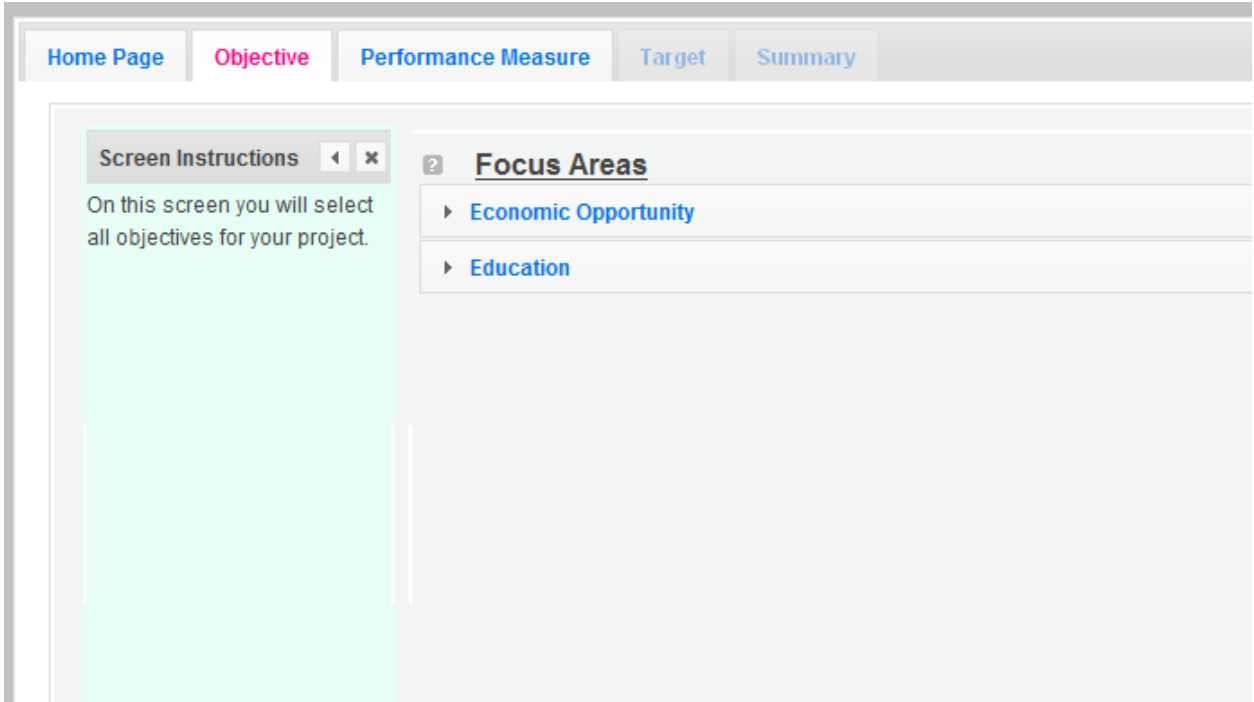 Home Page Objective Performance Measure Target Summary
Screen Instructions
On this screen you will select
all objectives for your project.
? Focus Areas
Economic Opportunity
Education